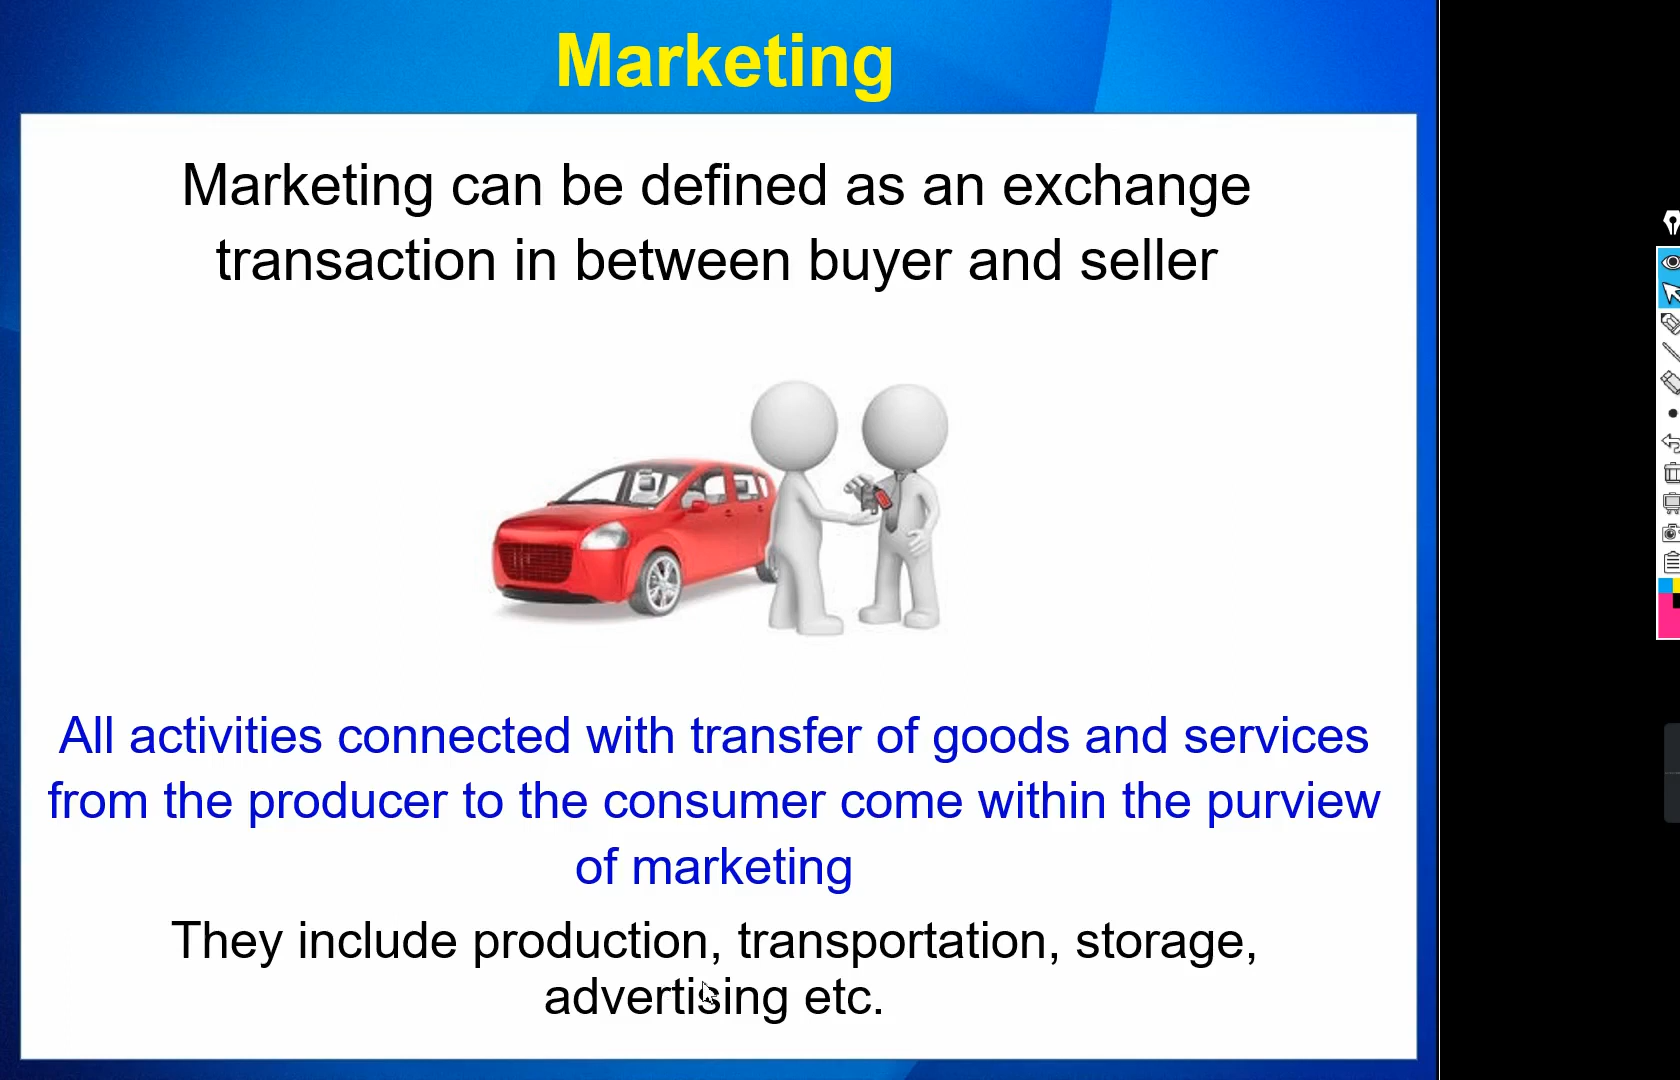 Marketing
Marketing can be defined as an exchange
transaction in between buyer and seller
All activities connected with transfer of goods and services
from the producer to the consumer come within the purview
of marketing
They include production, transportation, storage,
advertising etc.